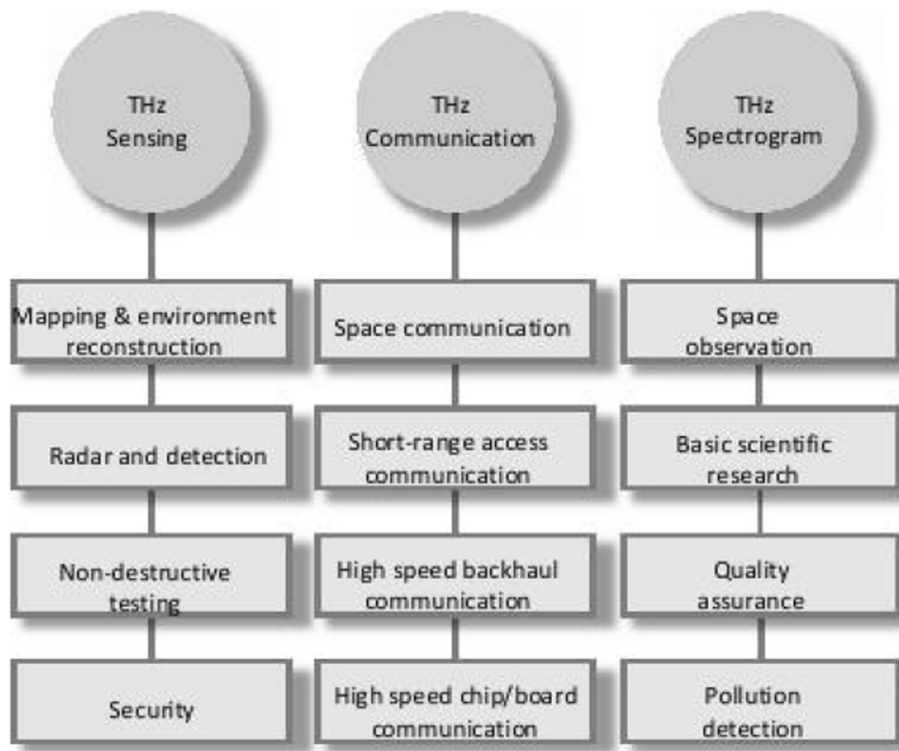 THz
Sensing
THz
Communication
THz
Spectrogram
Mapping & environment
reconstruction
Space communication
Space
observation
Radar and detection
Short-range access
communication
Basic scientific
research
Non-destructive
testing
High speed backhaul
communication
Quality
assurance
Security
High speed chip/board
communication
Pollution
detection